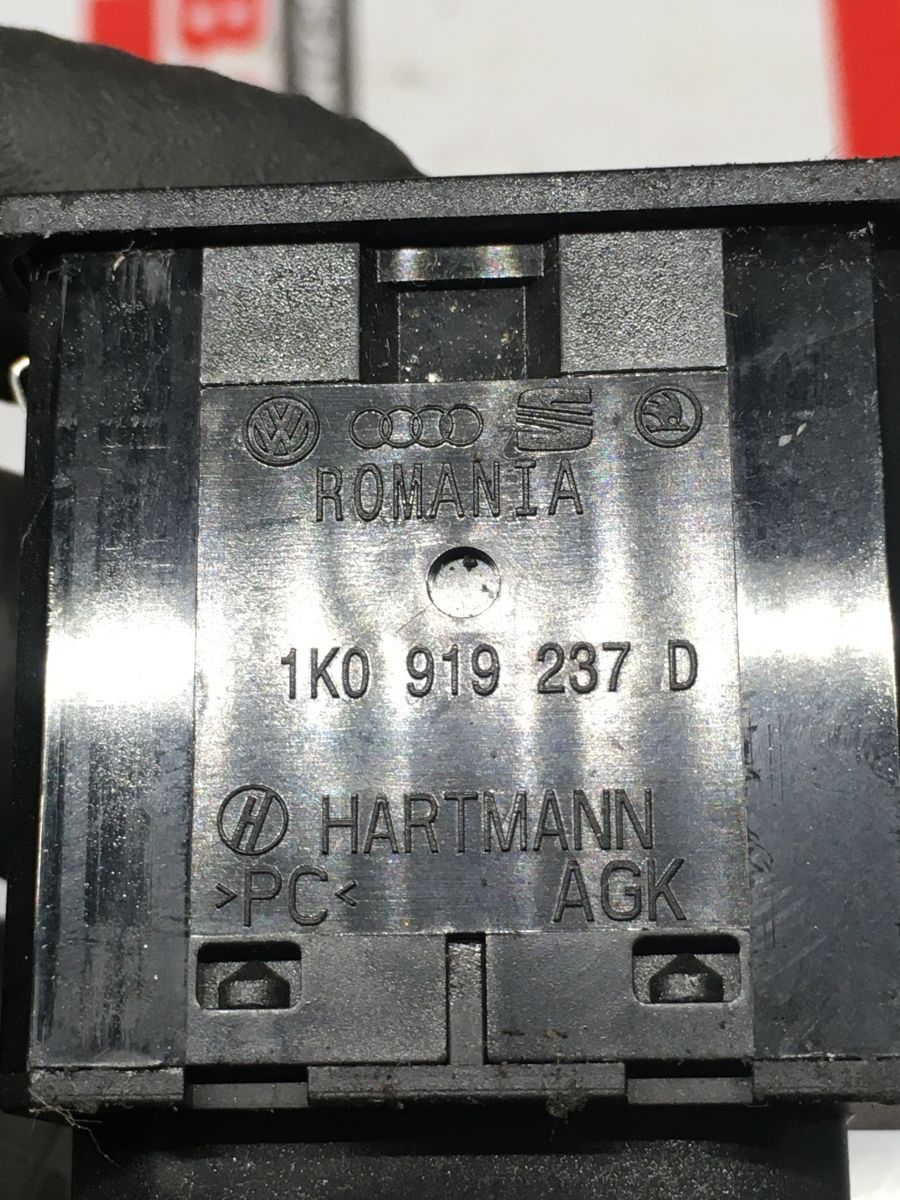 B
ROMANIA
1K0 919 237 D
H HARTMANN
>PC< AGK